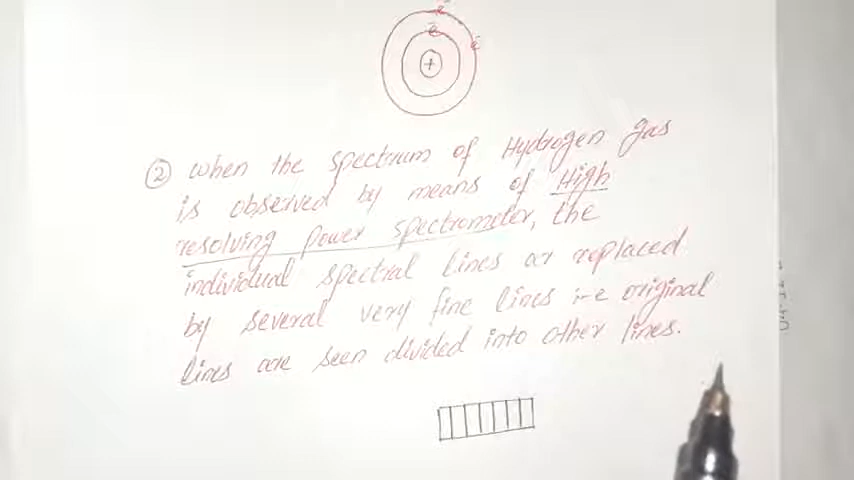 e
e
e
+
② When the spectrum of Hydrogen gas
is observed by means of High
resolving power spectrometer, the
individual spectral lines are replaced
by several very fine lines i-e original
lines are seen divided into other lines.